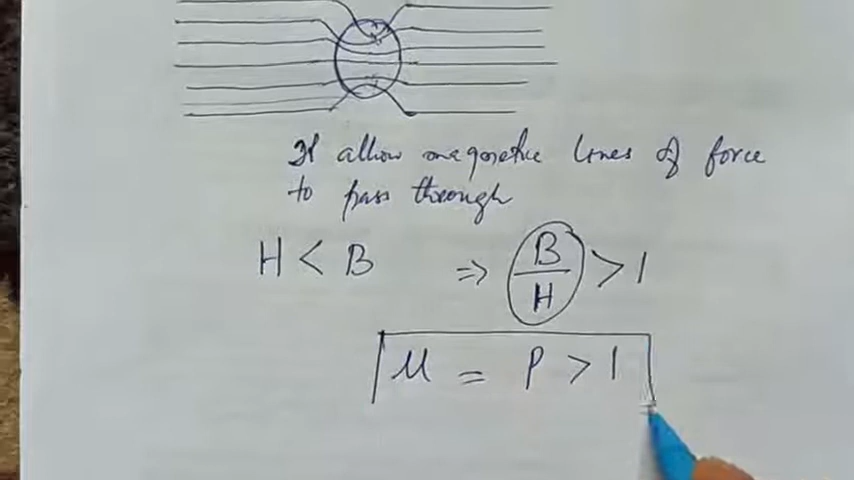 It allow magnetic lines of force
to pass through
H < B ⇒ B/H > 1
μ = P > 1